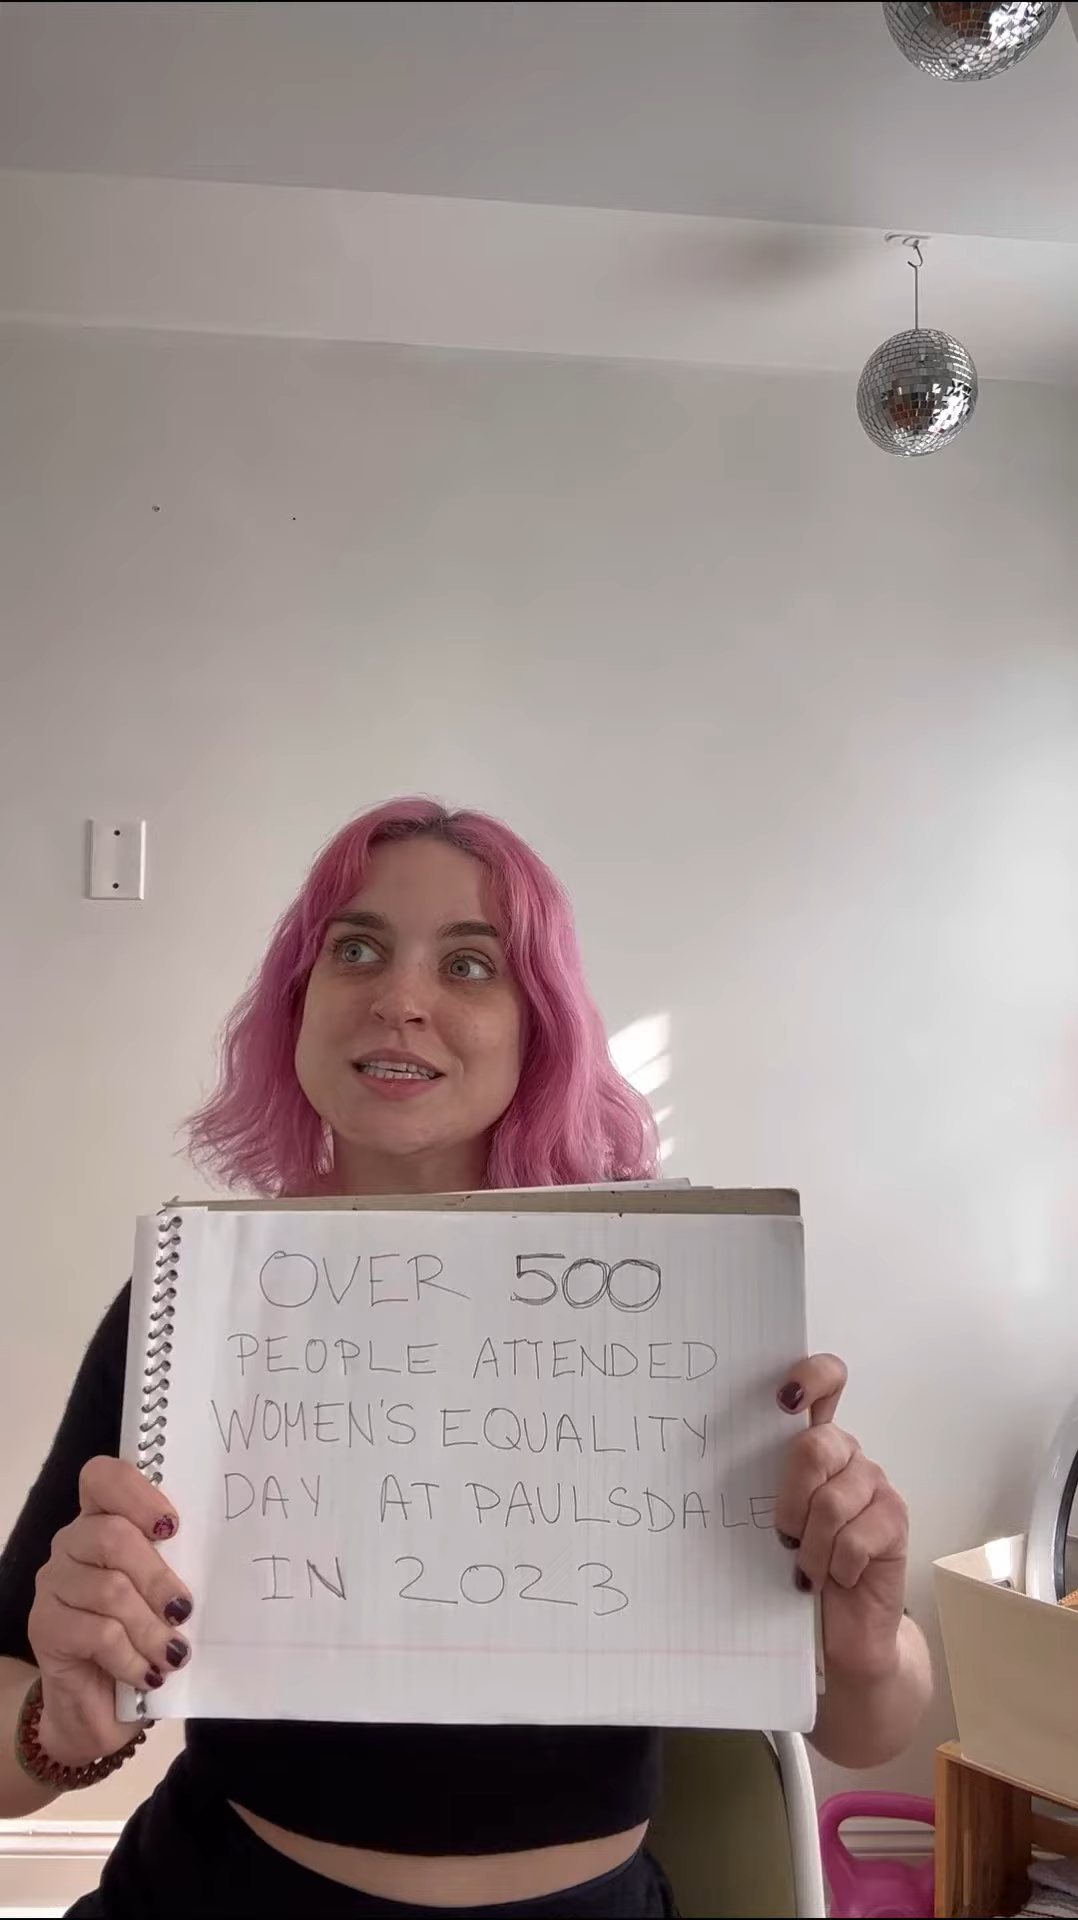 OVER 500
PEOPLE ATTENDED
WOMEN'S EQUALITY
DAY AT PAULSDALE
IN 2023